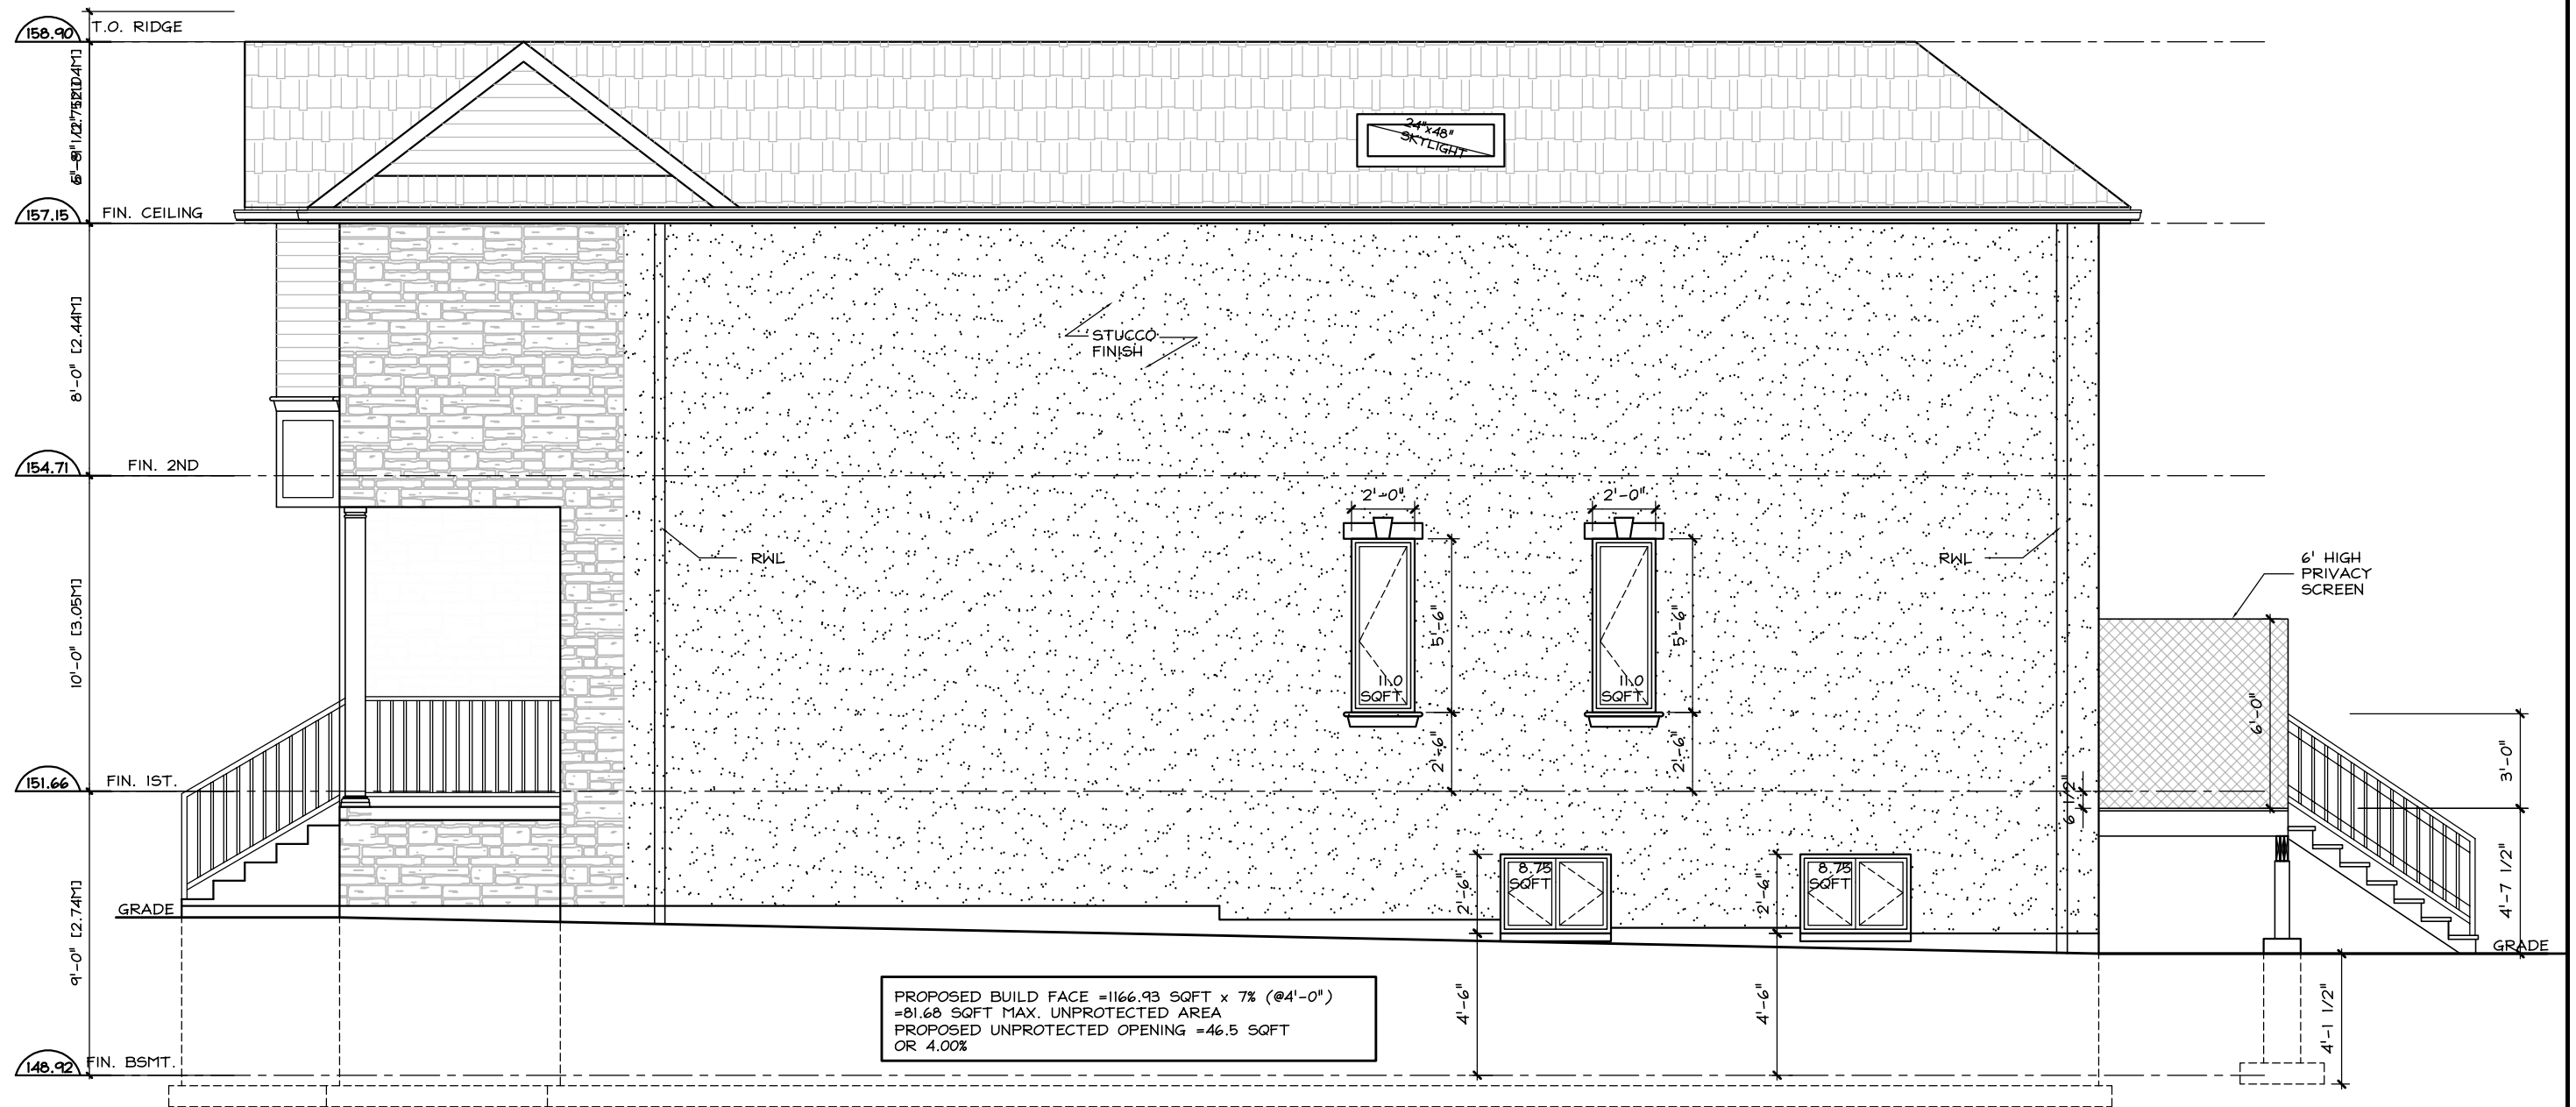 158.90
T.O. RIDGE
24"x48"
SKYLIGHT
157.15
FIN. CEILING
8'-0" [2.44M]
STUCCO
FINISH
154.71
FIN. 2ND
2'-0"
2'-0"
RWL
RWL
6' HIGH
PRIVACY
SCREEN
10'-0" [3.05M]
5'-6"
5'-6"
11.0
SQFT
11.0
SQFT
6'-0"
2'-6"
2'-6"
3'-0"
151.66
FIN. 1ST.
6 1/2"
8.75
SQFT
8.75
SQFT
2'-6"
2'-6"
4'-7 1/2"
GRADE
GRADE
9'-0" [2.74M]
PROPOSED BUILD FACE =1166.93 SQFT x 7% (@4'-0")
=81.68 SQFT MAX. UNPROTECTED AREA
PROPOSED UNPROTECTED OPENING =46.5 SQFT
OR 4.00%
4'-6"
4'-6"
4'-1 1/2"
148.92
FIN. BSMT.